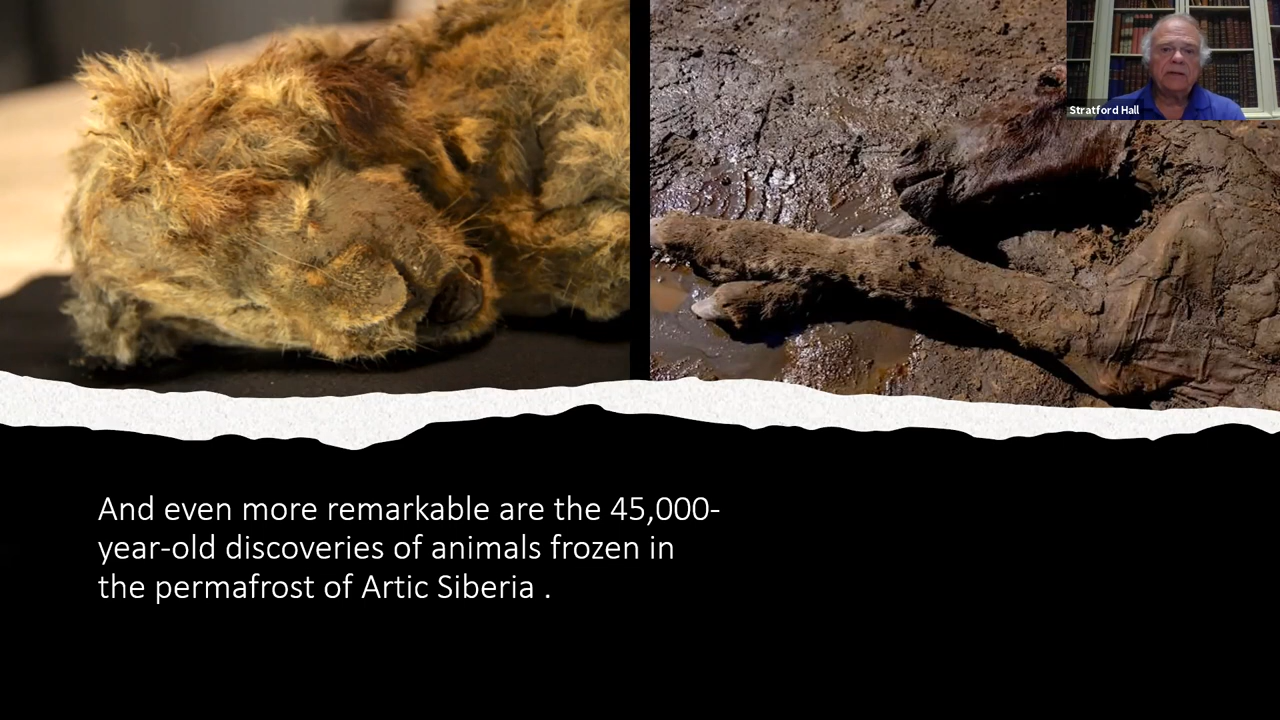 Stratford Hall
And even more remarkable are the 45,000-
year-old discoveries of animals frozen in
the permafrost of Artic Siberia .